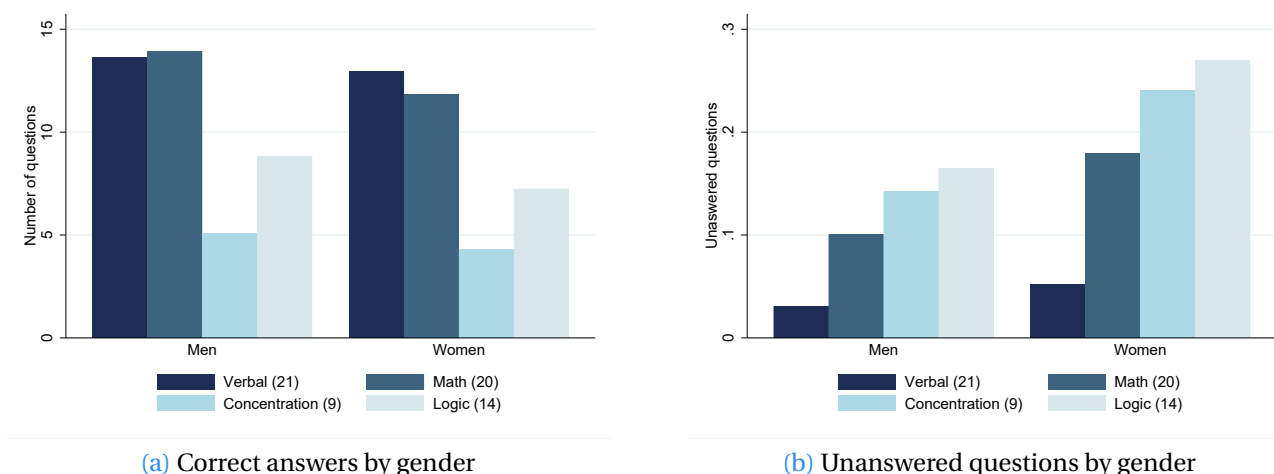 Number of questions
15
10
5
0
Men Women
Verbal (21) Math (20)
Concentration (9) Logic (14)
(a) Correct answers by gender
Unaswered questions
.3
.2
.1
0
Men Women
Verbal (21) Math (20)
Concentration (9) Logic (14)
(b) Unanswered questions by gender